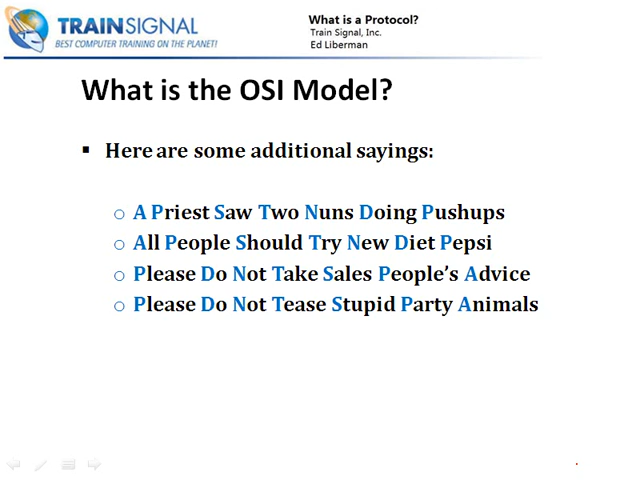 TRAINSIGNAL
BEST COMPUTER TRAINING ON THE PLANET!
What is a Protocol?
Train Signal, Inc.
Ed Liberman
What is the OSI Model?
▪ Here are some additional sayings:
○ A Priest Saw Two Nuns Doing Pushups
○ All People Should Try New Diet Pepsi
○ Please Do Not Take Sales People's Advice
○ Please Do Not Tease Stupid Party Animals